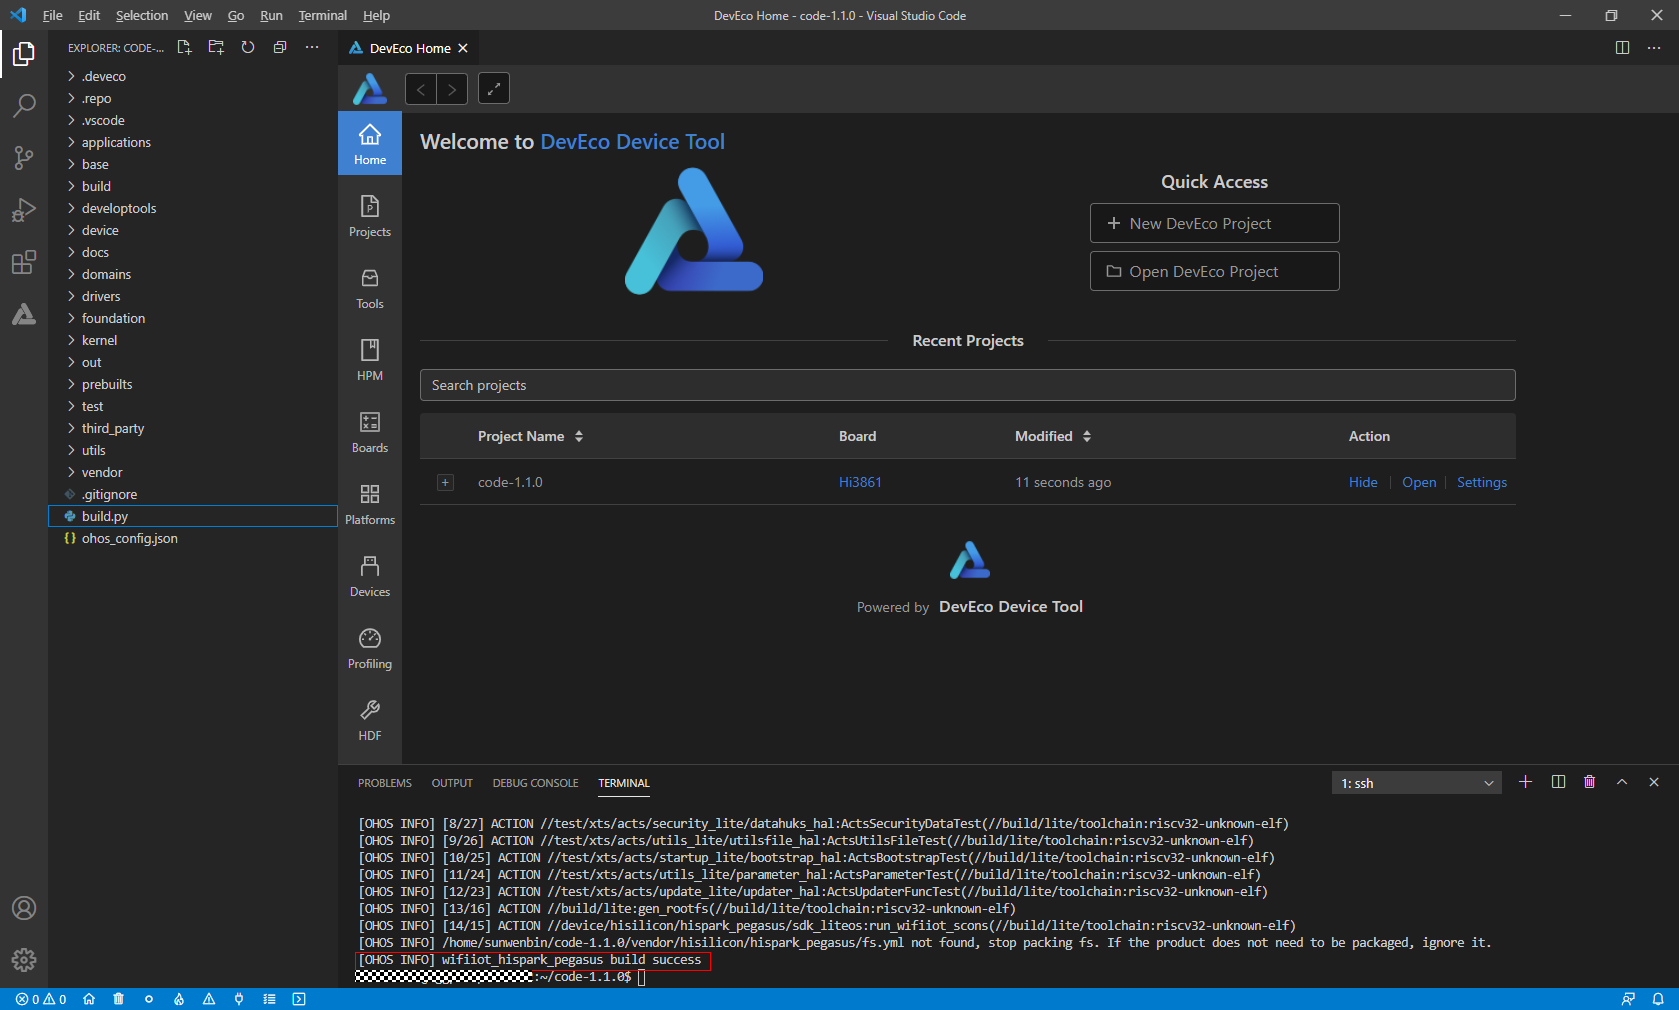 File Edit Selection View Go Run Terminal Help
DevEco Home - code-1.1.0 - Visual Studio Code
EXPLORER: CODE-...
.deveco
.repo
.vscode
applications
base
build
developtools
device
docs
domains
drivers
foundation
kernel
out
prebuilts
test
third_party
utils
vendor
.gitignore
build.py
ohos_config.json
DevEco Home
Home
Projects
Tools
HPM
Boards
Platforms
Devices
Profiling
HDF
Welcome to DevEco Device Tool
Quick Access
New DevEco Project
Open DevEco Project
Recent Projects
Search projects
Project Name Board Modified Action
code-1.1.0 Hi3861 11 seconds ago Hide Open Settings
Powered by DevEco Device Tool
PROBLEMS OUTPUT DEBUG CONSOLE TERMINAL
1: ssh
[OHOS INFO] [8/27] ACTION //test/xts/acts/security_lite/datahuks_hal:ActsSecurityDataTest(//build/lite/toolchain:riscv32-unknown-elf)
[OHOS INFO] [9/26] ACTION //test/xts/acts/utils_lite/utilsfile_hal:ActsUtilsFileTest(//build/lite/toolchain:riscv32-unknown-elf)
[OHOS INFO] [10/25] ACTION //test/xts/acts/startup_lite/bootstrap_hal:ActsBootstrapTest(//build/lite/toolchain:riscv32-unknown-elf)
[OHOS INFO] [11/24] ACTION //test/xts/acts/utils_lite/parameter_hal:ActsParameterTest(//build/lite/toolchain:riscv32-unknown-elf)
[OHOS INFO] [12/23] ACTION //test/xts/acts/update_lite/updater_hal:ActsUpdaterFuncTest(//build/lite/toolchain:riscv32-unknown-elf)
[OHOS INFO] [13/16] ACTION //build/lite:gen_rootfs(//build/lite/toolchain:riscv32-unknown-elf)
[OHOS INFO] [14/15] ACTION //device/hisilicon/hispark_pegasus/sdk_liteos:run_wifiiot_scons(//build/lite/toolchain:riscv32-unknown-elf)
[OHOS INFO] /home/sunwenbin/code-1.1.0/vendor/hisilicon/hispark_pegasus/fs.yml not found, stop packing fs. If the product does not need to be packaged, ignore it.
[OHOS INFO] wifiiot_hispark_pegasus build success
:~/code-1.1.0$
0 0